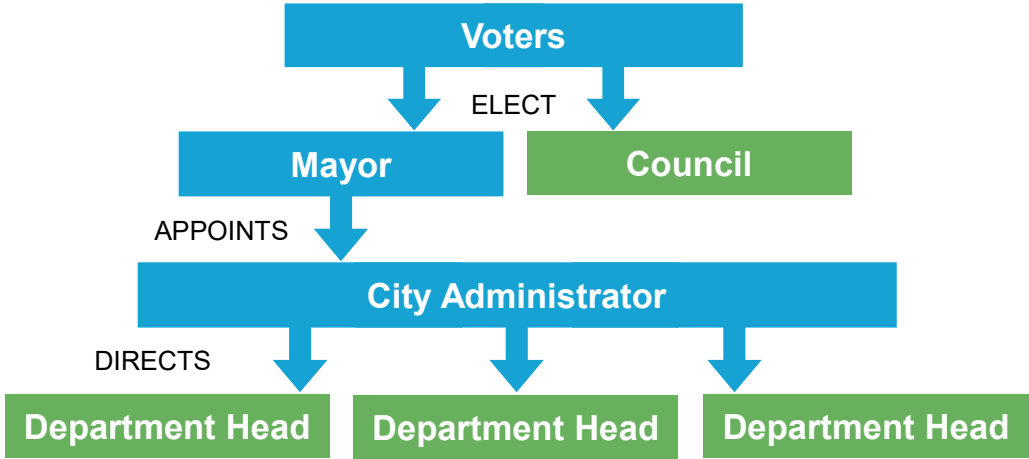 Voters
ELECT
Mayor
Council
APPOINTS
City Administrator
DIRECTS
Department Head
Department Head
Department Head